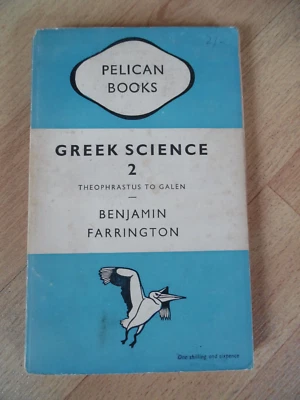 PELICAN
BOOKS
GREEK SCIENCE
2
THEOPHRASTUS TO GALEN
BENJAMIN
FARRINGTON
One shilling and sixpence